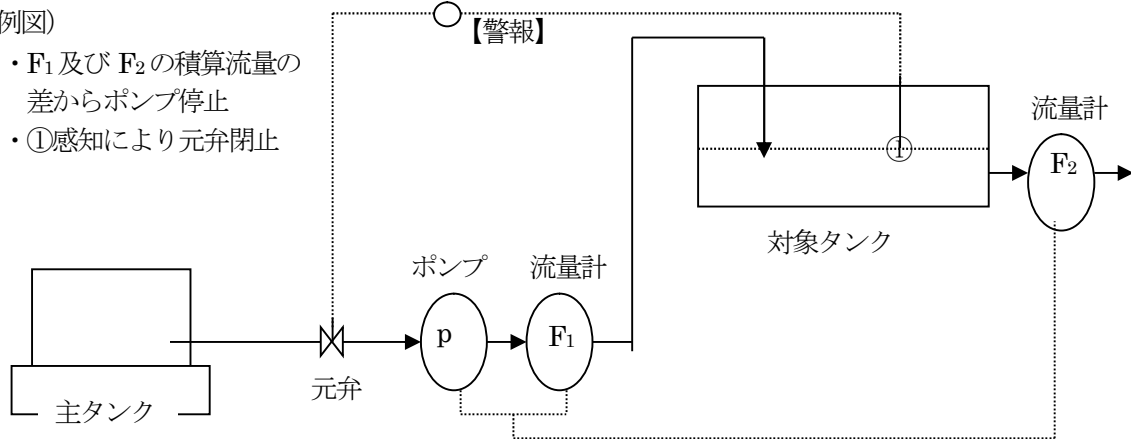 例図)
・F₁及び F₂の積算流量の
差からポンプ停止
・①感知により元弁閉止
【警報】
流量計
①
F₂
対象タンク
ポンプ
流量計
p
F₁
元弁
主タンク